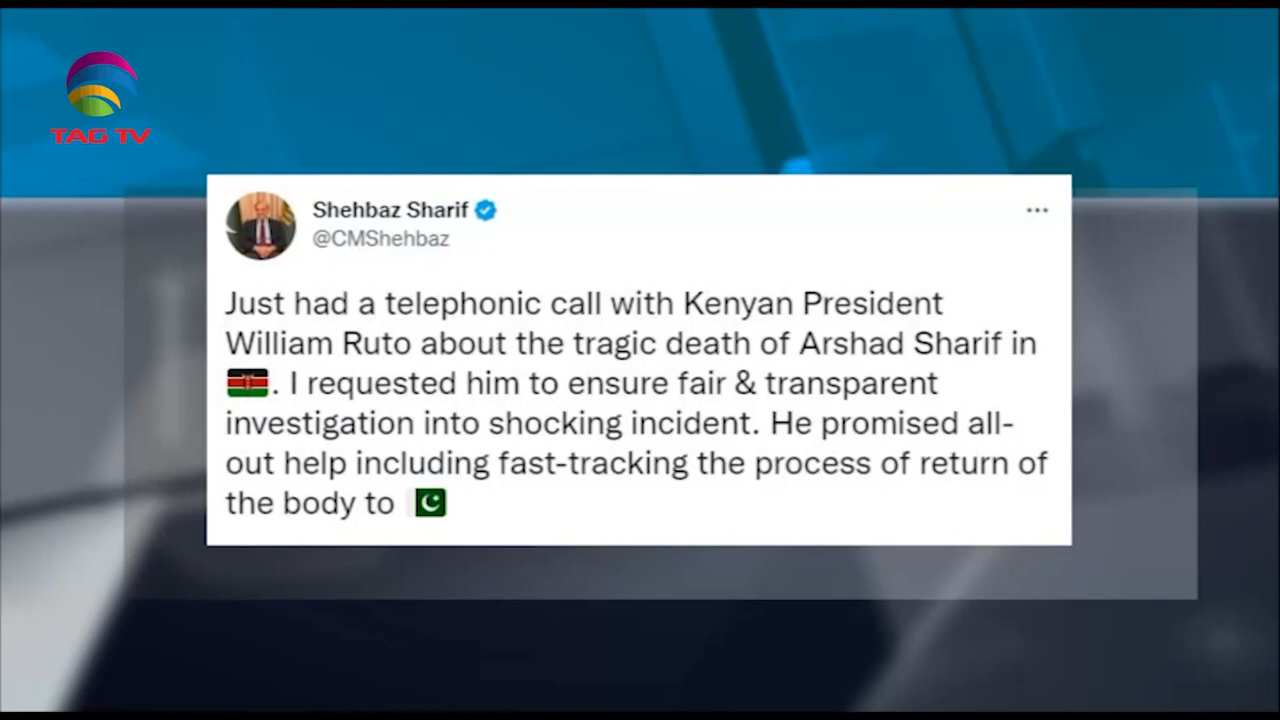 TAG TV
Shehbaz Sharif
@CMShehbaz
Just had a telephonic call with Kenyan President
William Ruto about the tragic death of Arshad Sharif in
🇰🇪. I requested him to ensure fair & transparent
investigation into shocking incident. He promised all-
out help including fast-tracking the process of return of
the body to 🇵🇰